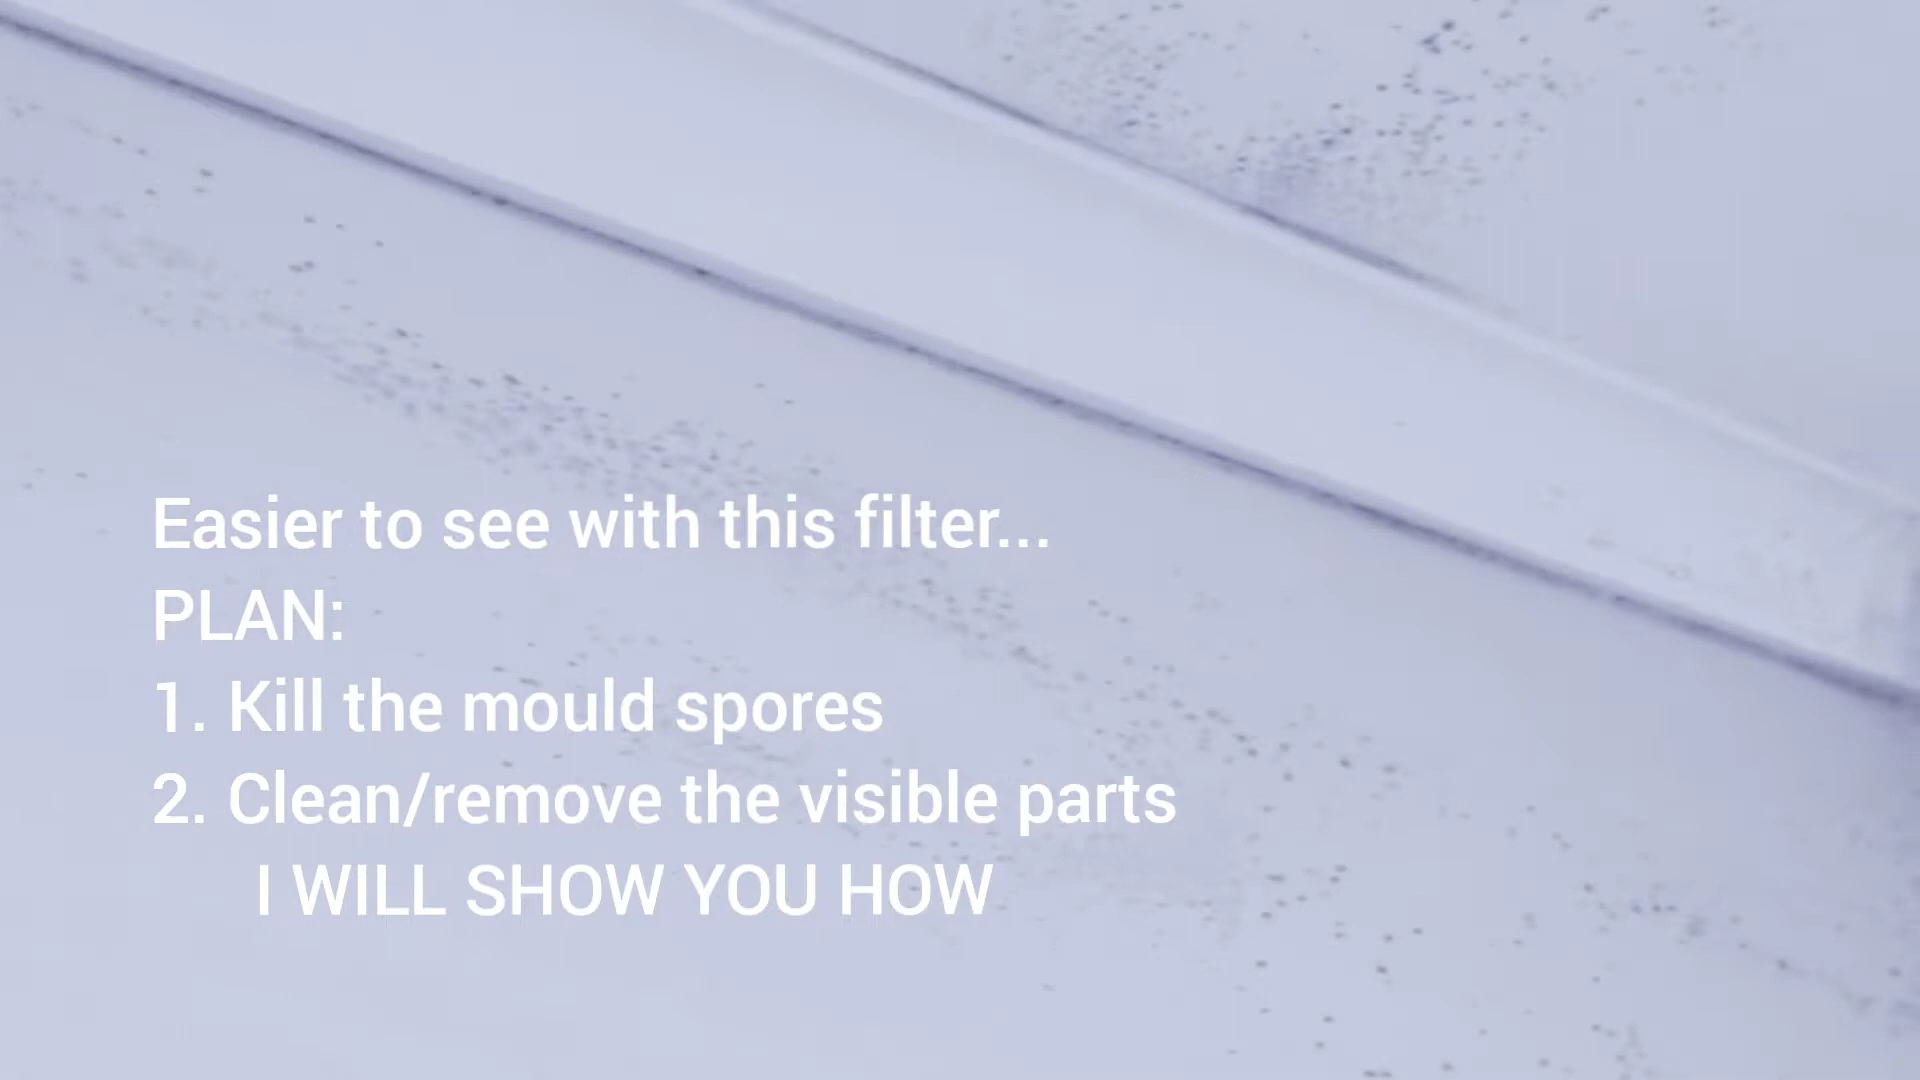 Easier to see with this filter...
PLAN:
1. Kill the mould spores
2. Clean/remove the visible parts
I WILL SHOW YOU HOW